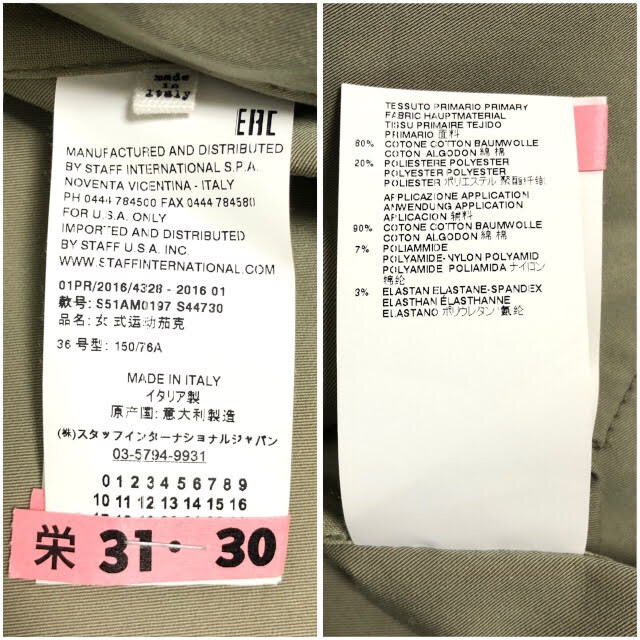 made
in
italy
EAC
MANUFACTURED AND DISTRIBUTED
BY STAFF INTERNATIONAL S.P.A.
NOVENTA VICENTINA - ITALY
PH 0444 784500 FAX 0444 784580
FOR U.S.A. ONLY
IMPORTED AND DISTRIBUTED
BY STAFF U.S.A. INC.
WWW.STAFFINTERNATIONAL.COM
01PR/2016/4328 - 2016 01
款号: S51AM0197 S44730
品名: 女式运动茄克
36 号型: 150/76A
MADE IN ITALY
イタリア製
原产国: 意大利製造
(株)スタッフインターナショナルジャパン
03-5794-9931
0 1 2 3 4 5 6 7 8 9
10 11 12 13 14 15 16
栄 31・30
TESSUTO PRIMARIO PRIMARY
FABRIC HAUPTMATERIAL
TISSU PRIMAIRE TEJIDO
PRIMARIO 面料
80% COTONE COTTON BAUMWOLLE
COTON ALGODON 綿 棉
20% POLIESTERE POLYESTER
POLYESTER POLYESTER
POLIESTER ポリエステル 聚酯纤维
APPLICAZIONE APPLICATION
ANWENDUNG APPLICATION
APLICACION 辅料
90% COTONE COTTON BAUMWOLLE
COTON ALGODON 綿 棉
7% POLIAMMIDE
POLYAMIDE-NYLON POLYAMID
POLYAMIDE POLIAMIDA ナイロン
棉纶
3% ELASTAN ELASTANE-SPANDEX
ELASTHAN ÉLASTHANNE
ELASTANO ポリウレタン 氨纶